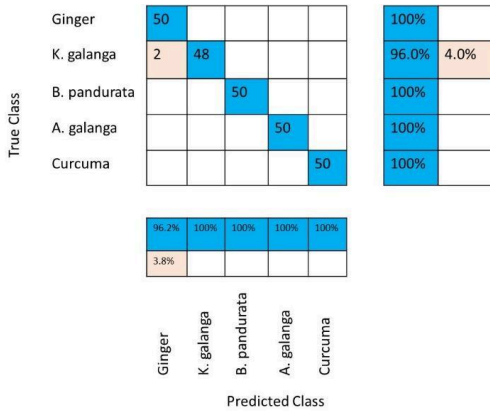 Ginger 50 100%
K. galanga 2 48 96.0% 4.0%
B. pandurata 50 100%
A. galanga 50 100%
Curcuma 50 100%
True Class
96.2% 100% 100% 100% 100%
3.8%
Ginger
K. galanga
B. pandurata
A. galanga
Curcuma
Predicted Class